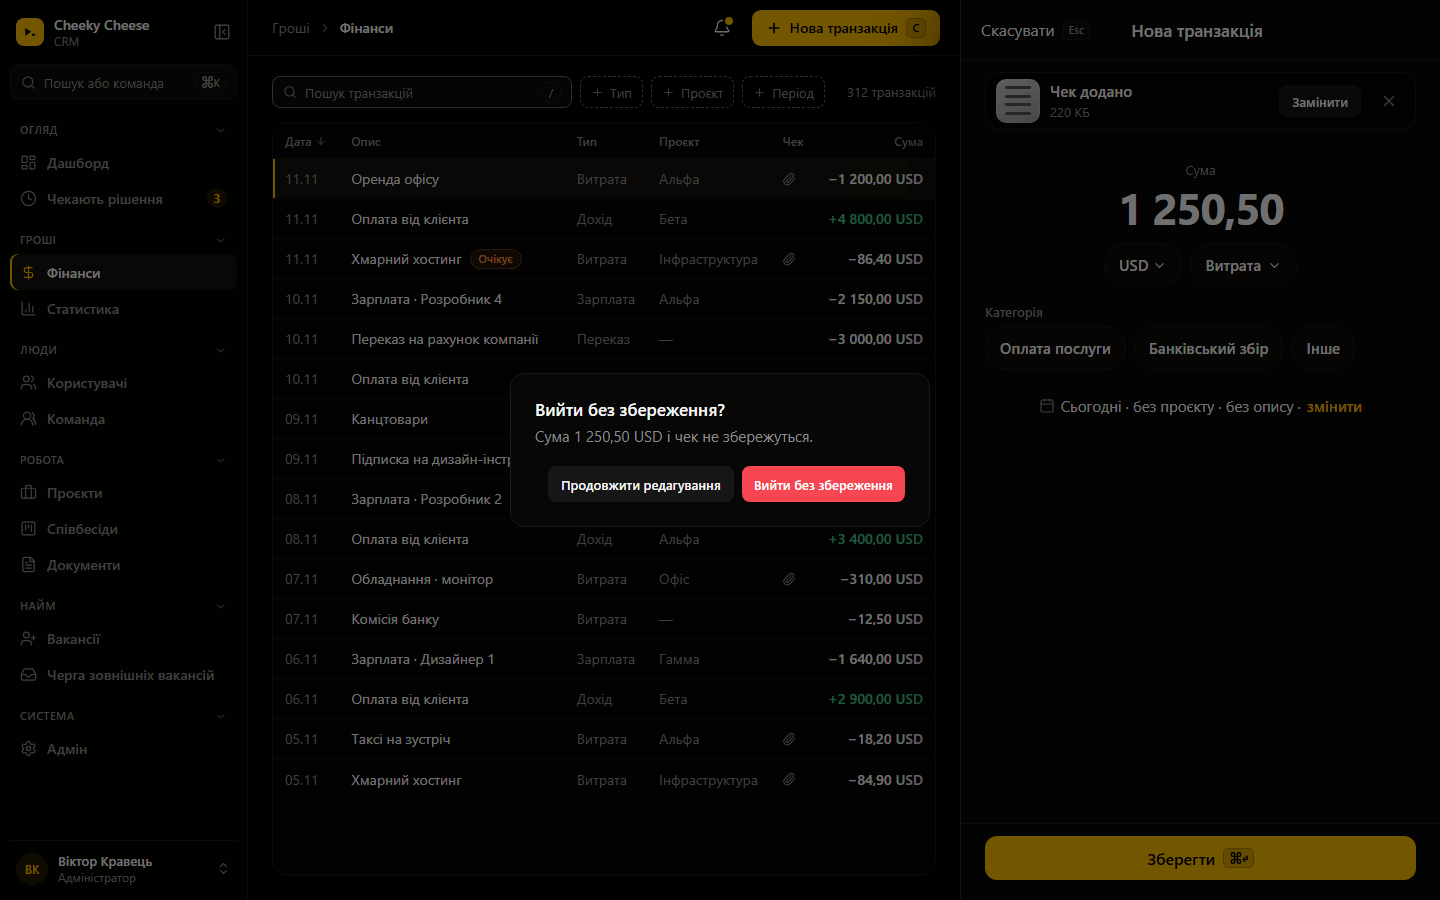 Cheeky Cheese
CRM
Пошук або команда ⌘K
ОГЛЯД
Дашборд
Чекають рішення 3
ГРОШІ
Фінанси
Статистика
ЛЮДИ
Користувачі
Команда
РОБОТА
Проєкти
Співбесіди
Документи
НАЙМ
Вакансії
Черга зовнішніх вакансій
СИСТЕМА
Адмін
ВК
Віктор Кравець
Адміністратор
Гроші > Фінанси
+ Нова транзакція C
Пошук транзакцій /
+ Тип
+ Проєкт
+ Період
312 транзакцій
Дата ↓ Опис Тип Проєкт Чек Сума
11.11 Оренда офісу Витрата Альфа −1 200,00 USD
11.11 Оплата від клієнта Дохід Бета +4 800,00 USD
11.11 Хмарний хостинг Очікує Витрата Інфраструктура −86,40 USD
10.11 Зарплата · Розробник 4 Зарплата Альфа −2 150,00 USD
10.11 Переказ на рахунок компанії Переказ — −3 000,00 USD
10.11 Оплата від клієнта
09.11 Канцтовари
09.11 Підписка на дизайн-інст
08.11 Зарплата · Розробник 2
08.11 Оплата від клієнта Дохід Альфа +3 400,00 USD
07.11 Обладнання · монітор Витрата Офіс −310,00 USD
07.11 Комісія банку Витрата — −12,50 USD
06.11 Зарплата · Дизайнер 1 Зарплата Гамма −1 640,00 USD
06.11 Оплата від клієнта Дохід Бета +2 900,00 USD
05.11 Таксі на зустріч Витрата Альфа −18,20 USD
05.11 Хмарний хостинг Витрата Інфраструктура −84,90 USD
Вийти без збереження?
Сума 1 250,50 USD і чек не збережуться.
Продовжити редагування
Вийти без збереження
Скасувати Esc
Нова транзакція
Чек додано
220 КБ
Замінити
Сума
1 250,50
USD
Витрата
Категорія
Оплата послуги
Банківський збір
Інше
Сьогодні · без проєкту · без опису · змінити
Зберегти ⌘↵